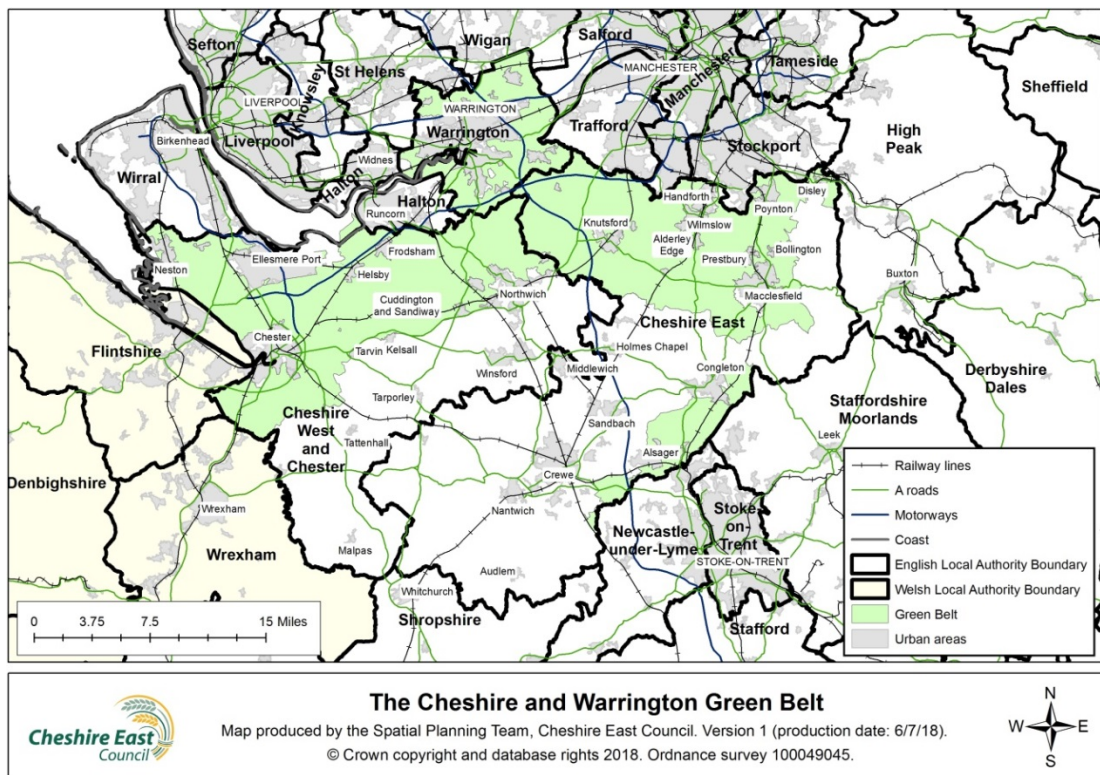 Sefton
Wigan
Salford
MANCHESTER
Manchester
Tameside
St Helens
Knowsley
LIVERPOOL
Liverpool
WARRINGTON
Warrington
Trafford
Stockport
High
Peak
Sheffield
Birkenhead
Wirral
Widnes
Halton
Halton
Runcorn
Handforth
Disley
Poynton
Wilmslow
Knutsford
Alderley
Edge
Prestbury
Bollington
Neston
Ellesmere Port
Frodsham
Helsby
Buxton
Cuddington
and Sandiway
Northwich
Macclesfield
Cheshire East
Flintshire
Chester
Tarvin
Kelsall
Holmes Chapel
Winsford
Middlewich
Congleton
Derbyshire
Dales
Tarporley
Cheshire
West
and
Chester
Tattenhall
Sandbach
Staffordshire
Moorlands
Leek
Alsager
Crewe
Denbighshire
Wrexham
Nantwich
Newcastle-
under-Lyme
Stoke-
on-
Trent
STOKE-ON-TRENT
Wrexham
Malpas
Audlem
Whitchurch
Shropshire
Stafford
Railway lines
A roads
Motorways
Coast
English Local Authority Boundary
Welsh Local Authority Boundary
Green Belt
Urban areas
0 3.75 7.5 15 Miles
Cheshire East
Council
The Cheshire and Warrington Green Belt
Map produced by the Spatial Planning Team, Cheshire East Council. Version 1 (production date: 6/7/18).
© Crown copyright and database rights 2018. Ordnance survey 100049045.
N
W E
S